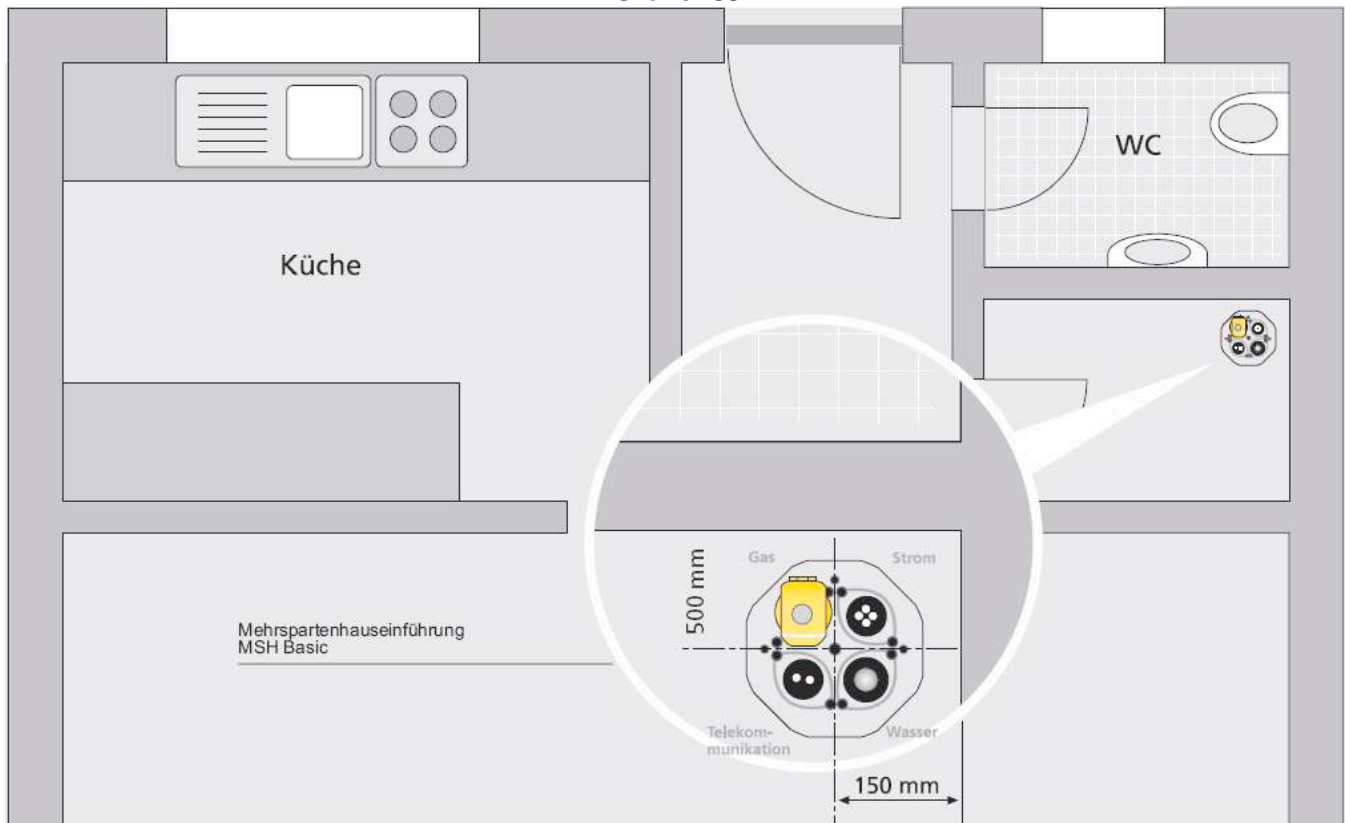 WC
Küche
Gas
Strom
500 mm
Mehrspartenhauseinführung
MSH Basic
Telekom-
munikation
Wasser
150 mm